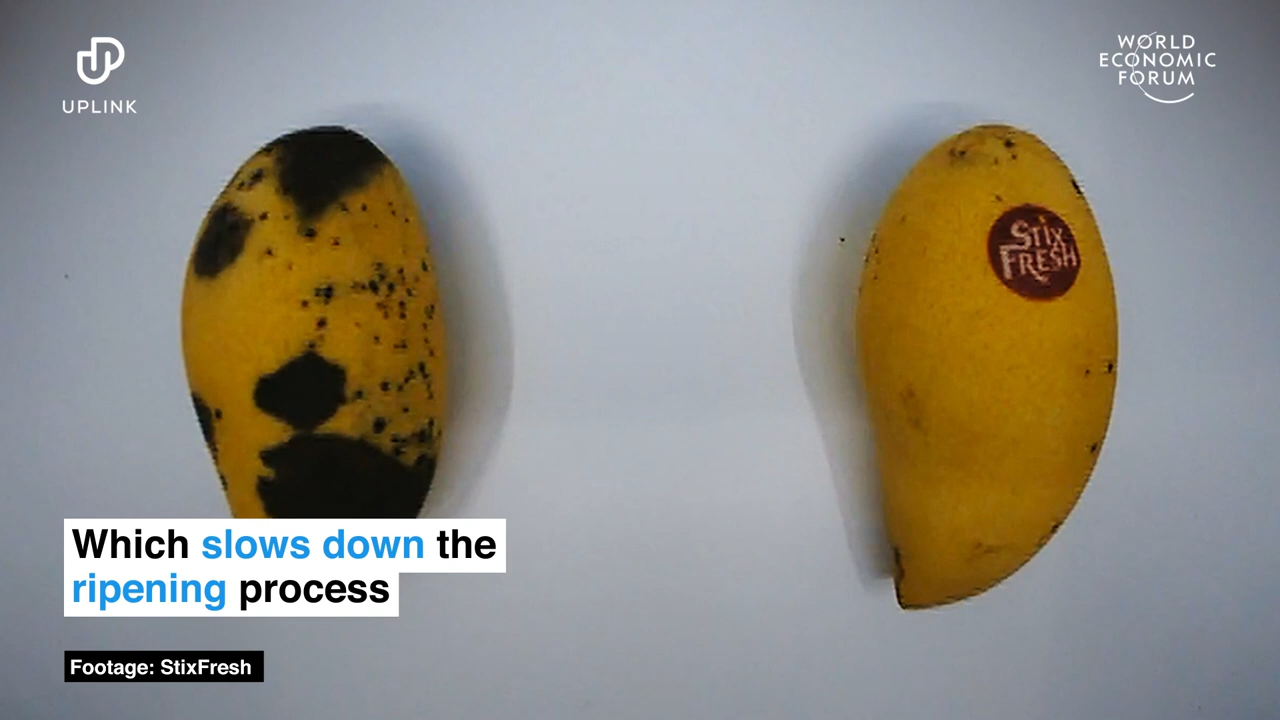 UPLINK
WORLD
ECONOMIC
FORUM
Stix
FRESH
Which slows down the
ripening process
Footage: StixFresh